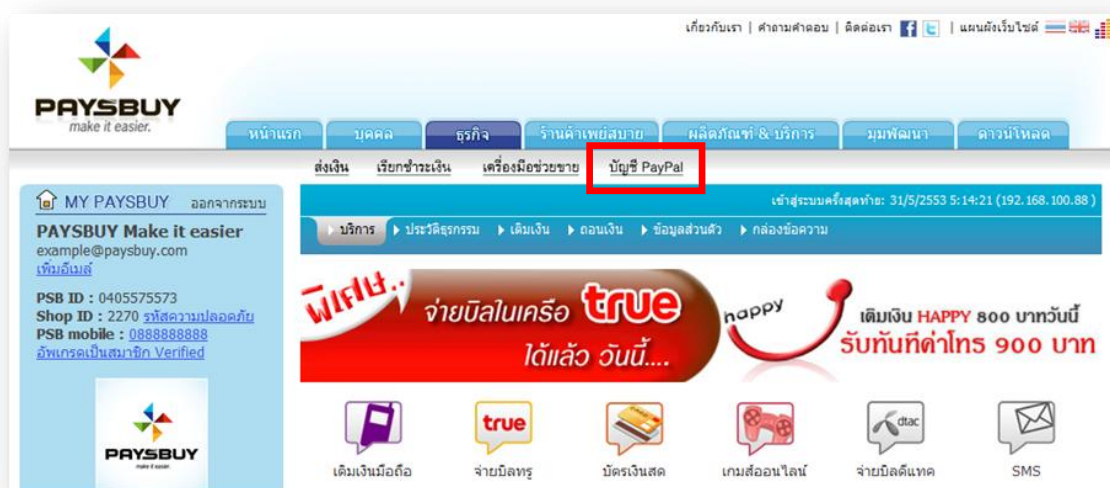 เกี่ยวกับเรา | คำถามคำตอบ | ติดต่อเรา | แผนผังเว็บไซต์
PAYSBUY
make it easier.
หน้าแรก บุคคล ธุรกิจ ร้านค้าเพย์สบาย ผลิตภัณฑ์ & บริการ มุมพัฒนา ดาวน์โหลด
ส่งเงิน เรียกชำระเงิน เครื่องมือช่วยขาย บัญชี PayPal
MY PAYSBUY ออกจากระบบ
เข้าสู่ระบบครั้งสุดท้าย: 31/5/2553 5:14:21 (192.168.100.88 )
PAYSBUY Make it easier
บริการ ประวัติธุรกรรม เติมเงิน ถอนเงิน ข้อมูลส่วนตัว กล่องข้อความ
example@paysbuy.com
เพิ่มอีเมล์
PSB ID : 0405575573
Shop ID : 2270 รหัสความปลอดภัย
PSB mobile : 0888888888
อัพเกรดเป็นสมาชิก Verified
พิเศษ..
จ่ายบิลในเครือ true
ได้แล้ว วันนี้....
happy
เติมเงิน HAPPY 800 บาทวันนี้
รับทันทีค่าโทร 900 บาท
true
dtac
PAYSBUY
make it easier.
เติมเงินมือถือ จ่ายบิลทรู บัตรเงินสด เกมส์ออนไลน์ จ่ายบิลดีแทค SMS